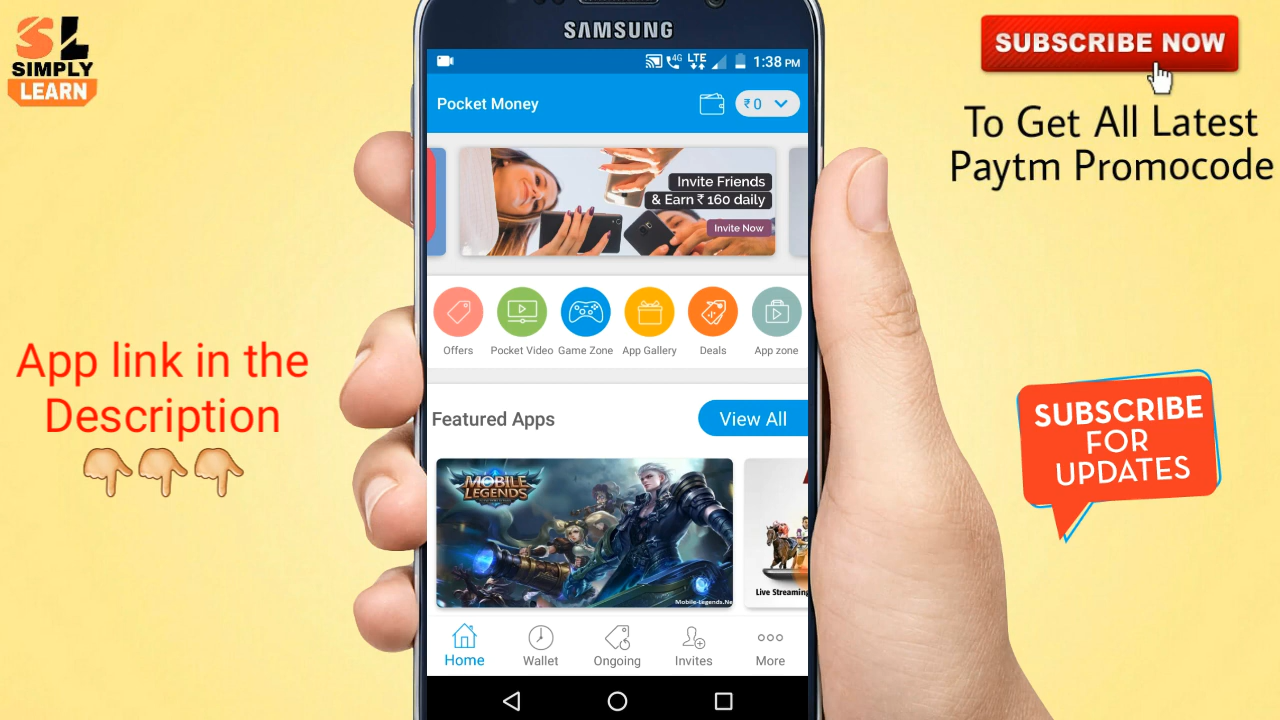 SL
SIMPLY
LEARN
SUBSCRIBE NOW
To Get All Latest
Paytm Promocode
App link in the
Description
SUBSCRIBE
FOR
UPDATES
SAMSUNG
4G LTE 1:38 PM
Pocket Money
₹ 0
Invite Friends
& Earn ₹ 160 daily
Invite Now
Offers Pocket Video Game Zone App Gallery Deals App zone
Featured Apps View All
MOBILE
LEGENDS
Mobile-Legends.Ne
Live Streaming
Home Wallet Ongoing Invites More